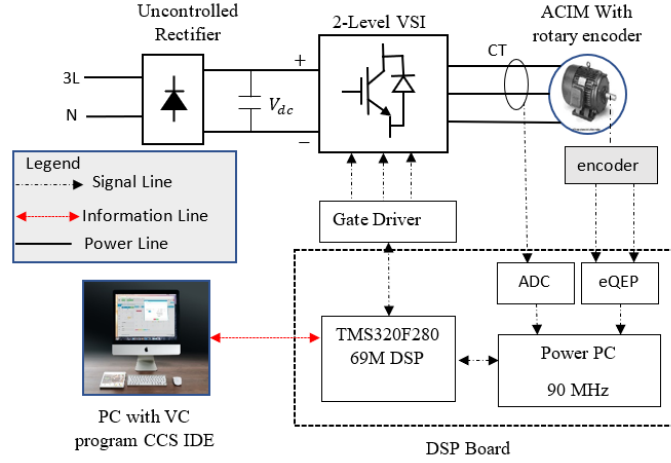 Uncontrolled
Rectifier
2-Level VSI
ACIM With
rotary encoder
CT
3L
N
+
V_dc
−
Legend
Signal Line
Information Line
Power Line
encoder
Gate Driver
ADC
eQEP
TMS320F280
69M DSP
Power PC
90 MHz
PC with VC
program CCS IDE
DSP Board